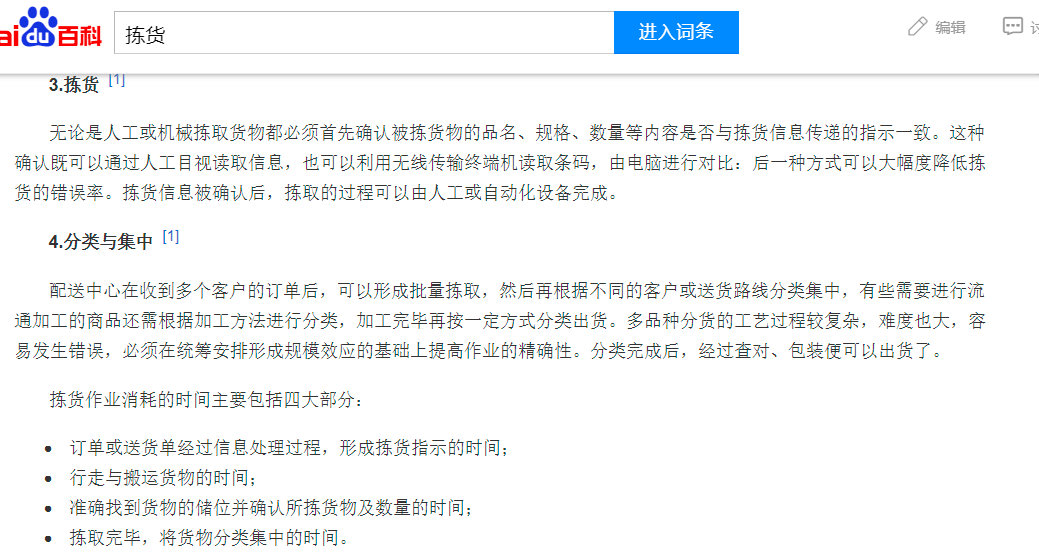 ai du 百科
拣货
进入词条
编辑
讨
3.拣货 [1]
无论是人工或机械拣取货物都必须首先确认被拣货物的品名、规格、数量等内容是否与拣货信息传递的指示一致。这种
确认既可以通过人工目视读取信息，也可以利用无线传输终端机读取条码，由电脑进行对比：后一种方式可以大幅度降低拣
货的错误率。拣货信息被确认后，拣取的过程可以由人工或自动化设备完成。
4.分类与集中 [1]
配送中心在收到多个客户的订单后，可以形成批量拣取，然后再根据不同的客户或送货路线分类集中，有些需要进行流
通加工的商品还需根据加工方法进行分类，加工完毕再按一定方式分类出货。多品种分货的工艺过程较复杂，难度也大，容
易发生错误，必须在统筹安排形成规模效应的基础上提高作业的精确性。分类完成后，经过查对、包装便可以出货了。
拣货作业消耗的时间主要包括四大部分：
● 订单或送货单经过信息处理过程，形成拣货指示的时间；
● 行走与搬运货物的时间；
● 准确找到货物的储位并确认所拣货物及数量的时间；
● 拣取完毕，将货物分类集中的时间。